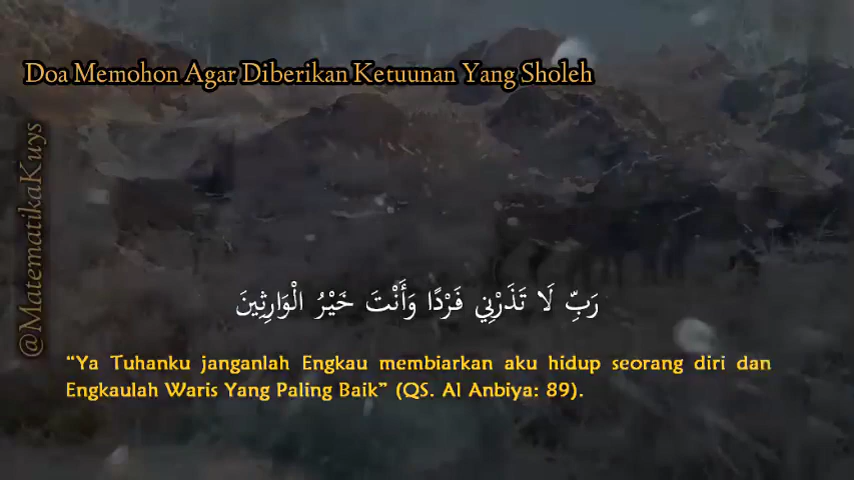 Doa Memohon Agar Diberikan Ketuunan Yang Sholeh
@MatematikaKuys
رَبِّ لَا تَذَرْنِي فَرْدًا وَأَنْتَ خَيْرُ الْوَارِثِينَ
“Ya Tuhanku janganlah Engkau membiarkan aku hidup seorang diri dan
Engkaulah Waris Yang Paling Baik” (QS. Al Anbiya: 89).